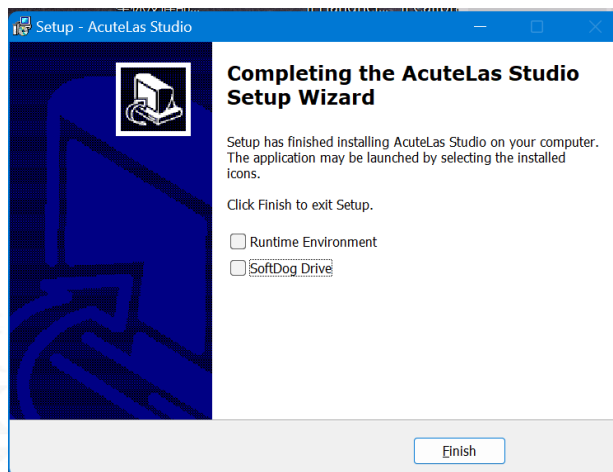 Setup - AcuteLas Studio
Completing the AcuteLas Studio
Setup Wizard
Setup has finished installing AcuteLas Studio on your computer.
The application may be launched by selecting the installed
icons.
Click Finish to exit Setup.
Runtime Environment
SoftDog Drive
Finish